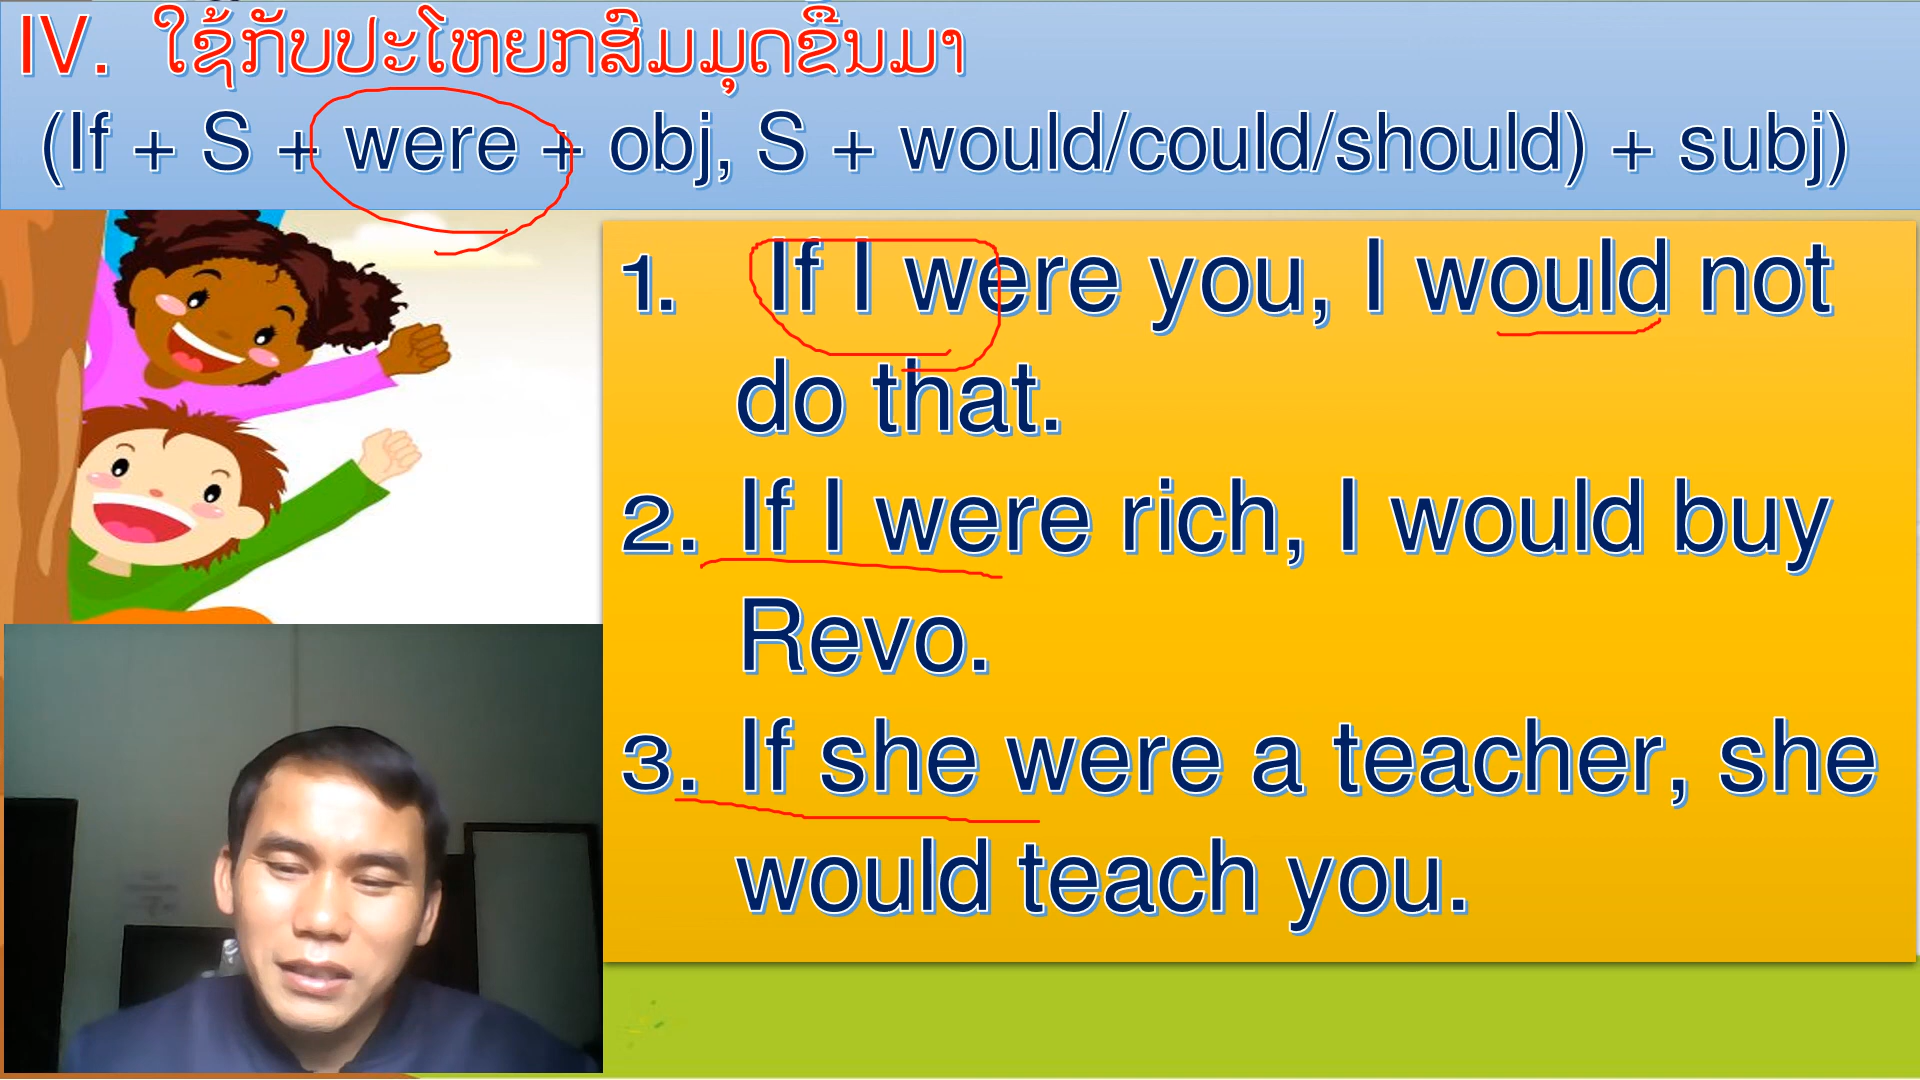 IV. ໃຊ້ກັບປະໂຫຍກສົມມຸດຂຶ້ນມາ
(If + S + were + obj, S + would/could/should) + subj)
1. If I were you, I would not
do that.
2. If I were rich, I would buy
Revo.
3. If she were a teacher, she
would teach you.